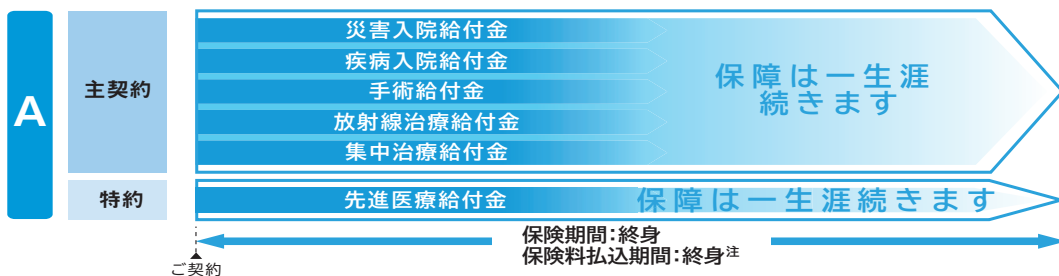 A
主契約
災害入院給付金
疾病入院給付金
手術給付金
放射線治療給付金
集中治療給付金
保障は一生涯
続きます
特約
先進医療給付金
保障は一生涯続きます
保険期間:終身
保険料払込期間:終身注
ご契約